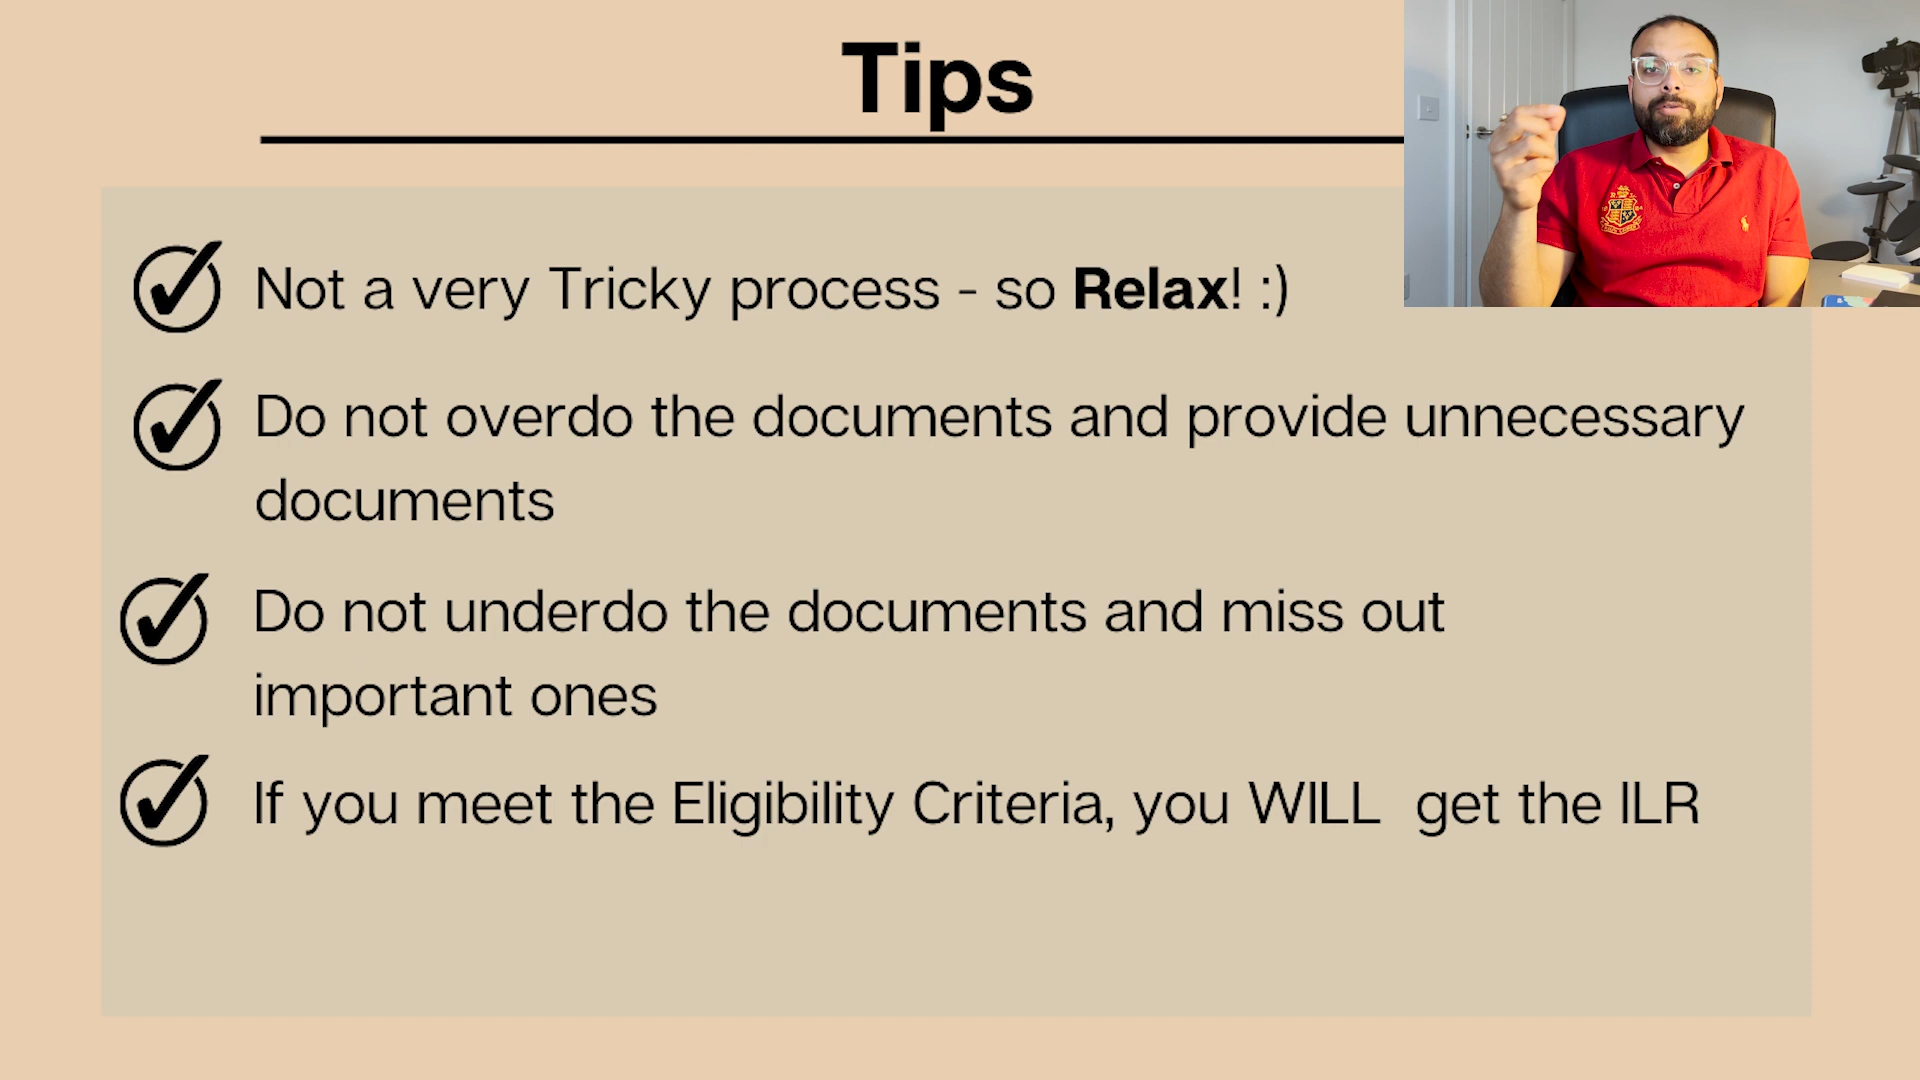 Tips
Not a very Tricky process - so Relax! :)
Do not overdo the documents and provide unnecessary
documents
Do not underdo the documents and miss out
important ones
If you meet the Eligibility Criteria, you WILL  get the ILR